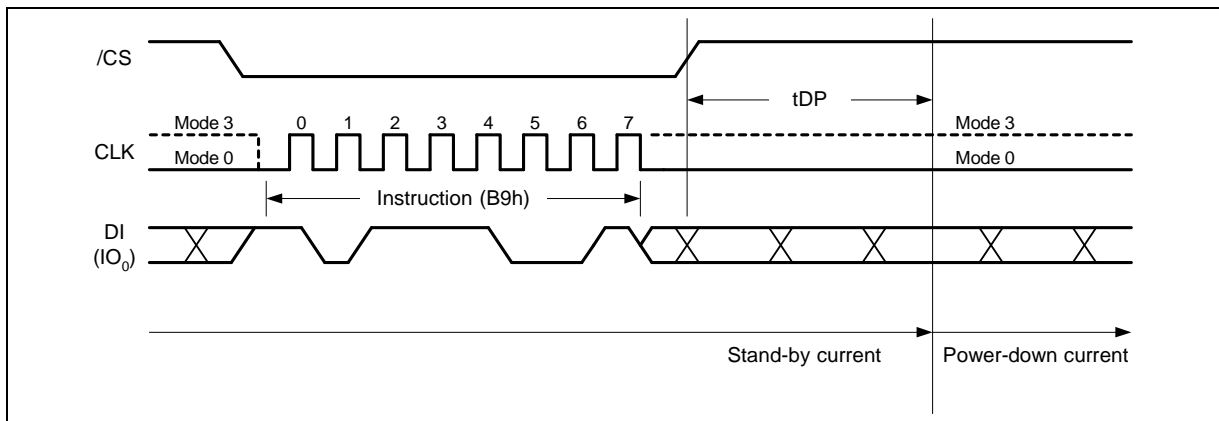 /CS
tDP
Mode 3 0 1 2 3 4 5 6 7 Mode 3
CLK
Mode 0 Mode 0
Instruction (B9h)
DI
(IO0)
Stand-by current Power-down current